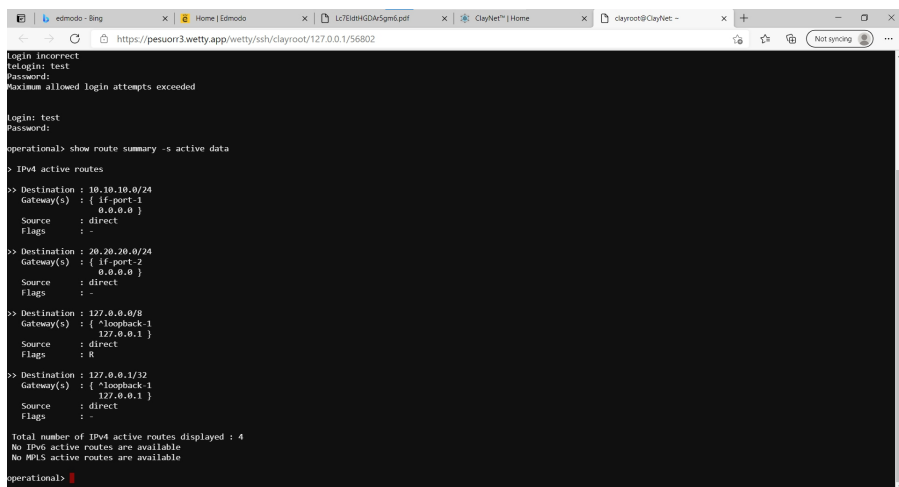 edmodo - Bing
Home | Edmodo
Lc7EIdtHGDAr5gm6.pdf
ClayNet™ | Home
clayroot@ClayNet: ~
https://pesuorr3.wetty.app/wetty/ssh/clayroot/127.0.0.1/56802
Not syncing
Login incorrect
teLogin: test
Password:
Maximum allowed login attempts exceeded
Login: test
Password:
operational> show route summary -s active data
> IPv4 active routes
>> Destination : 10.10.10.0/24
Gateway(s) : { if-port-1
0.0.0.0 }
Source : direct
Flags : -
>> Destination : 20.20.20.0/24
Gateway(s) : { if-port-2
0.0.0.0 }
Source : direct
Flags : -
>> Destination : 127.0.0.0/8
Gateway(s) : { ^loopback-1
127.0.0.1 }
Source : direct
Flags : R
>> Destination : 127.0.0.1/32
Gateway(s) : { ^loopback-1
127.0.0.1 }
Source : direct
Flags : -
Total number of IPv4 active routes displayed : 4
No IPv6 active routes are available
No MPLS active routes are available
operational>